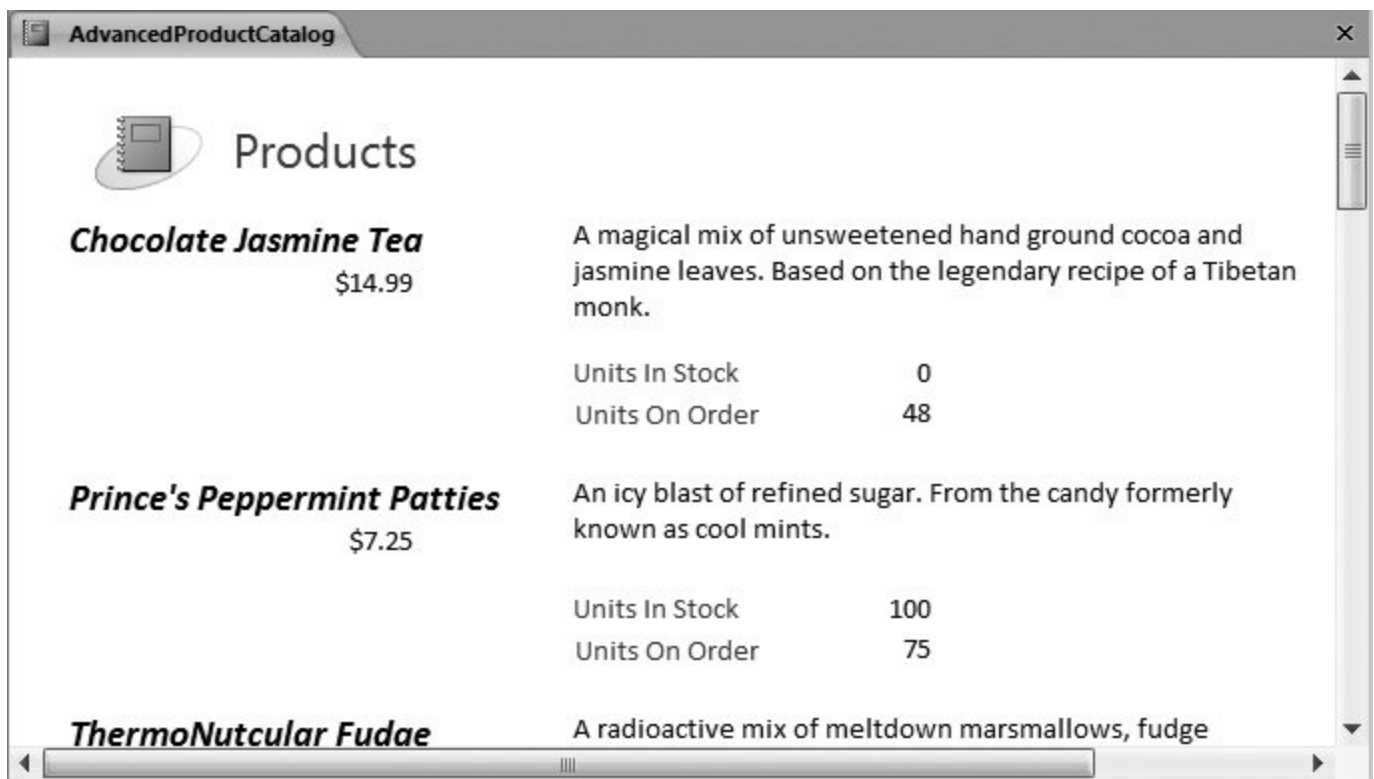 AdvancedProductCatalog
Products
Chocolate Jasmine Tea
$14.99
A magical mix of unsweetened hand ground cocoa and
jasmine leaves. Based on the legendary recipe of a Tibetan
monk.
Units In Stock 0
Units On Order 48
Prince's Peppermint Patties
$7.25
An icy blast of refined sugar. From the candy formerly
known as cool mints.
Units In Stock 100
Units On Order 75
ThermoNutcular Fudge
A radioactive mix of meltdown marsmallows, fudge